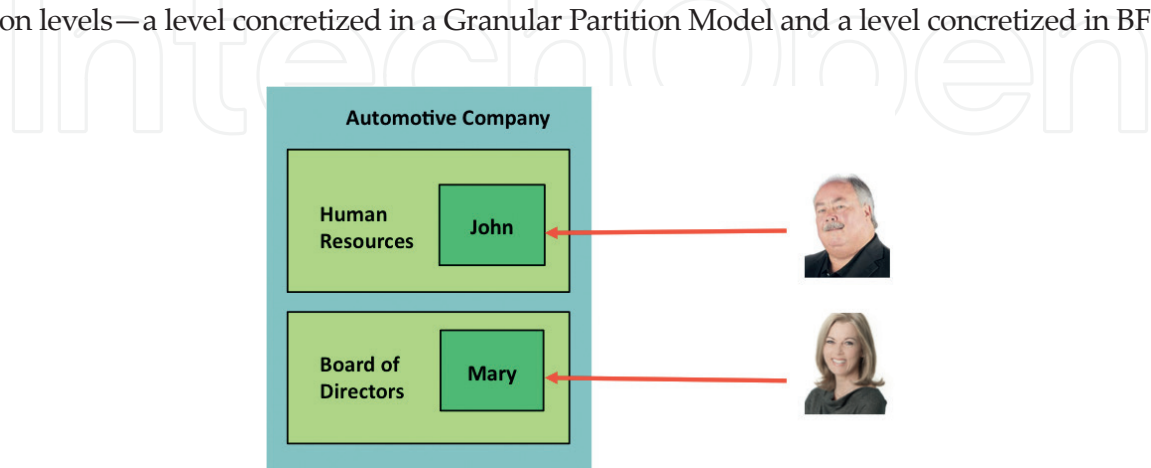 on levels—a level concretized in a Granular Partition Model and a level concretized in BF
IntechOpen
Automotive Company
Human
Resources
John
Board of
Directors
Mary